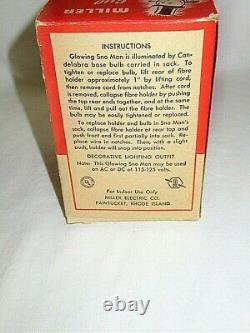 MILLER
INSTRUCTIONS
Glowing Sno Man is illuminated by Can-
delabra base bulb carried in sack. To
tighten or replace bulb, lift rear of fibre
holder approximately 1" by lifting cord,
then remove cord from notches. After cord
is removed, collapse fibre holder by pushing
the top rear ends together, and at the same
time, lift and pull out the fibre holder. The
bulb may be easily tightened or replaced.
To replace holder and bulb in Sno Man's
sack, collapse fibre holder at rear top and
push front end into front end of sack. Re-
place wire in notches. Then, with a slight
push, holder will snap into position.
DECORATIVE LIGHTING OUTFIT
Note: This Glowing Sno Man may be used
on AC or DC at 115-125 volts.
For Indoor Use Only
MILLER ELECTRIC CO.
PAWTUCKET, RHODE ISLAND